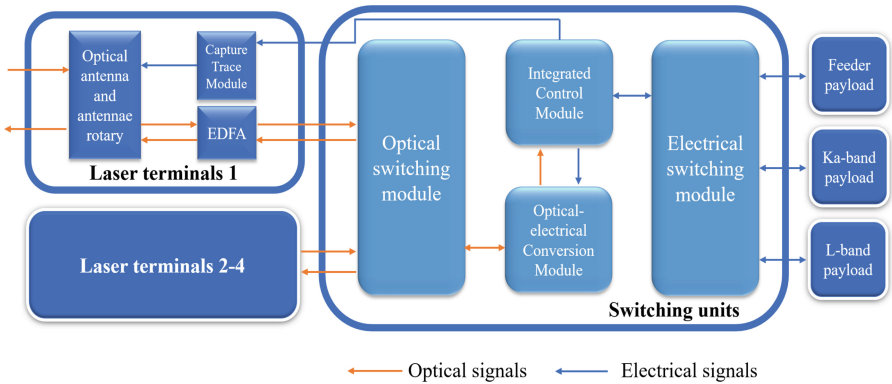 Optical
antenna
and
antennae
rotary
Capture
Trace
Module
EDFA
Laser terminals 1
Laser terminals 2-4
Optical
switching
module
Integrated
Control
Module
Optical-
electrical
Conversion
Module
Electrical
switching
module
Switching units
Feeder
payload
Ka-band
payload
L-band
payload
Optical signals
Electrical signals